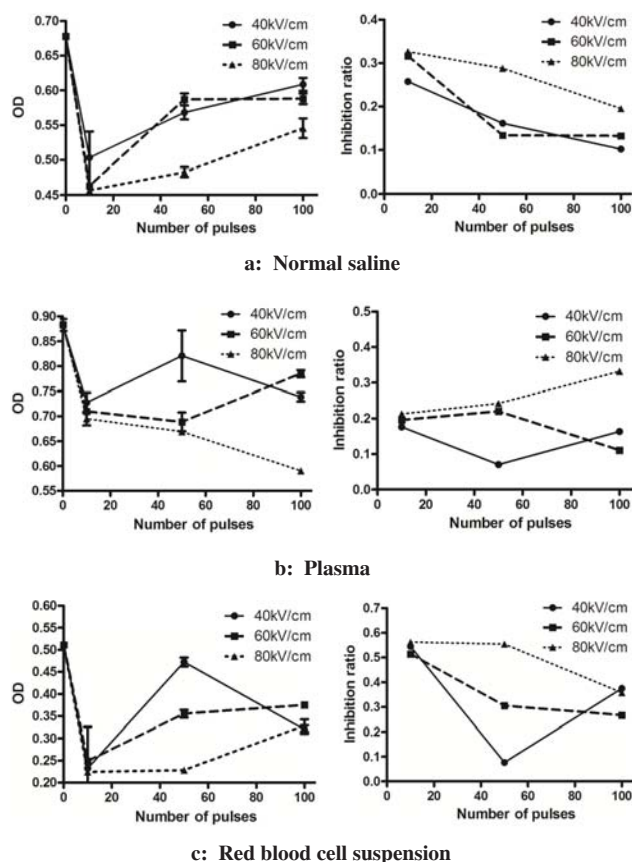 0.70
0.65
0.60
0.55
0.50
0.45
OD
0 20 40 60 80 100
Number of pulses
40kV/cm
60kV/cm
80kV/cm
0.4
0.3
0.2
0.1
0.0
Inhibition ratio
0 20 40 60 80 100
Number of pulses
40kV/cm
60kV/cm
80kV/cm
a: Normal saline
0.90
0.85
0.80
0.75
0.70
0.65
0.60
0.55
OD
0 20 40 60 80 100
Number of pulses
40kV/cm
60kV/cm
80kV/cm
0.5
0.4
0.3
0.2
0.1
0.0
Inhibition ratio
0 20 40 60 80 100
Number of pulses
40kV/cm
60kV/cm
80kV/cm
b: Plasma
0.60
0.55
0.50
0.45
0.40
0.35
0.30
0.25
0.20
OD
0 20 40 60 80 100
Number of pulses
40kV/cm
60kV/cm
80kV/cm
0.7
0.6
0.5
0.4
0.3
0.2
0.1
0.0
Inhibition ratio
0 20 40 60 80 100
Number of pulses
40kV/cm
60kV/cm
80kV/cm
c: Red blood cell suspension